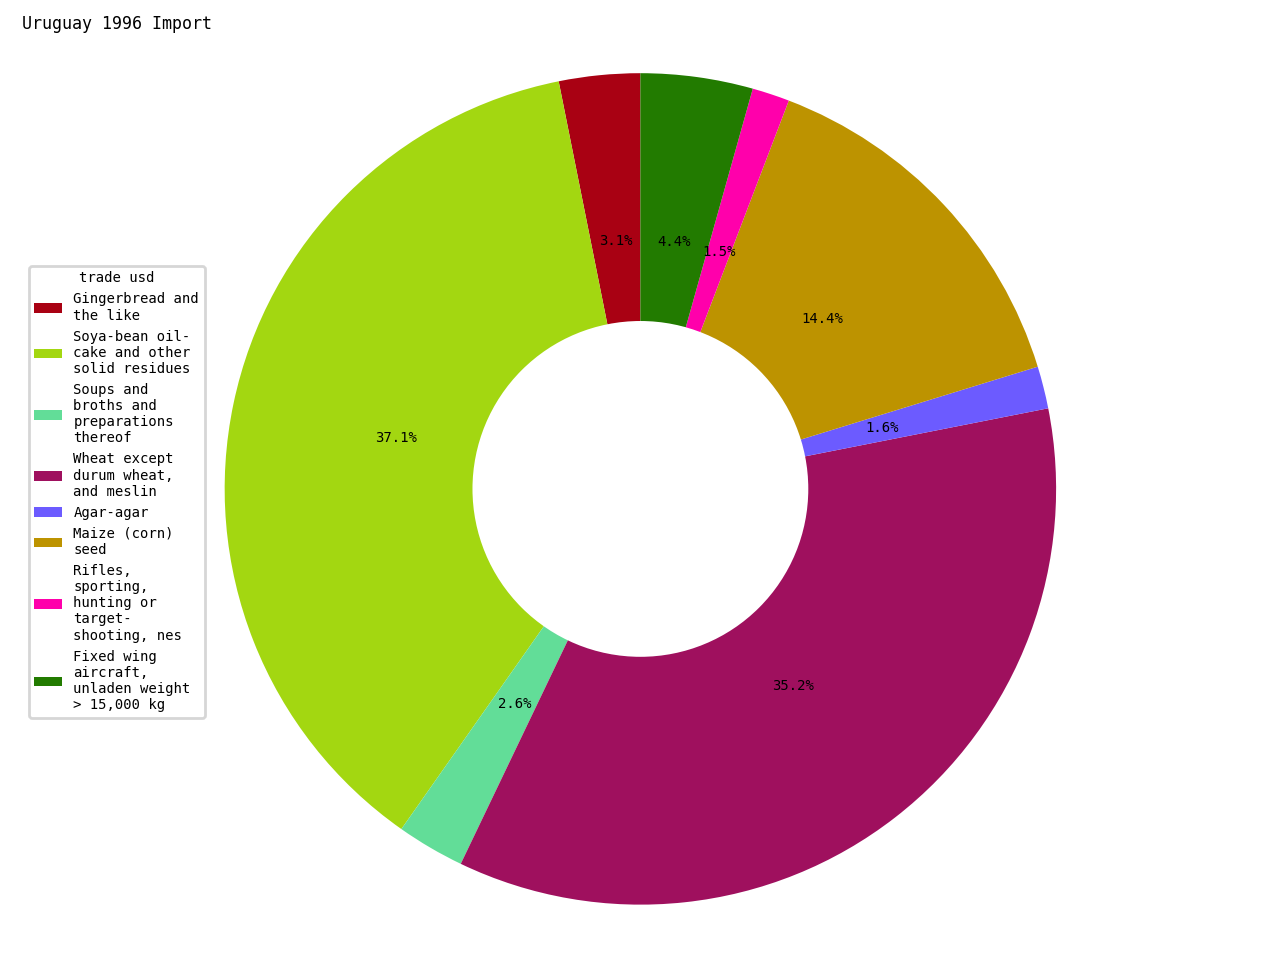 Uruguay 1996 Import
3.1%
4.4%
1.5%
14.4%
1.6%
37.1%
35.2%
2.6%
trade usd
Gingerbread and
the like
Soya-bean oil-
cake and other
solid residues
Soups and
broths and
preparations
thereof
Wheat except
durum wheat,
and meslin
Agar-agar
Maize (corn)
seed
Rifles,
sporting,
hunting or
target-
shooting, nes
Fixed wing
aircraft,
unladen weight
> 15,000 kg